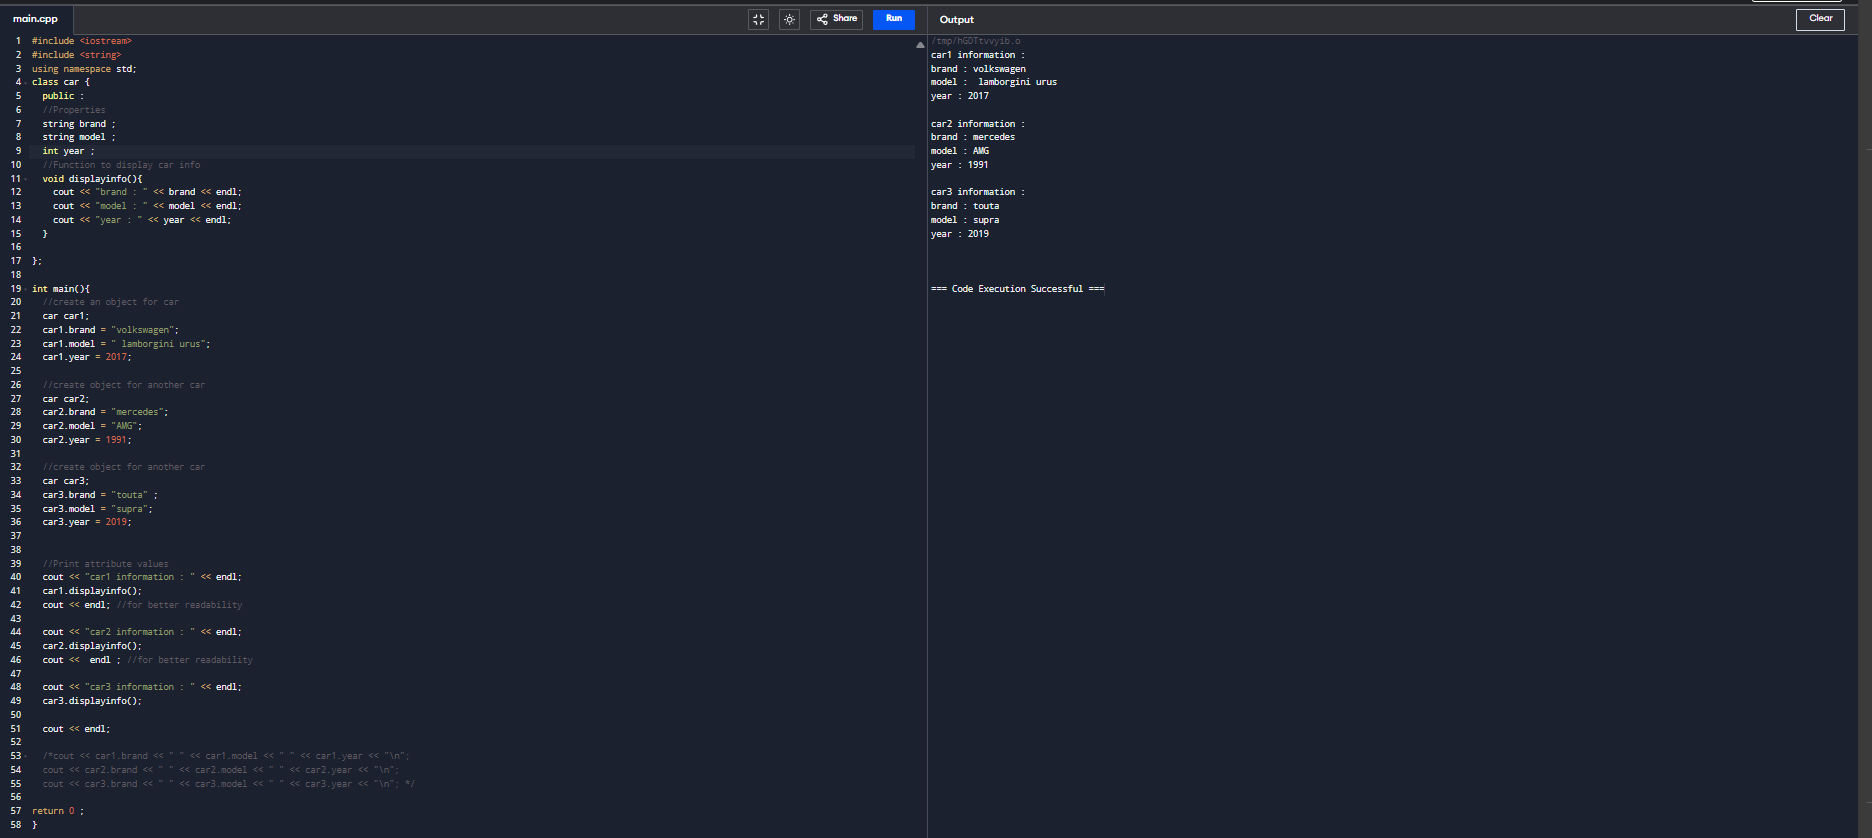 main.cpp
Share
Run
Output
Clear
1 #include <iostream>
2 #include <string>
3 using namespace std;
4 class car {
5 public :
6 //Properties
7 string brand ;
8 string model ;
9 int year ;
10 //Function to display car info
11 void displayinfo(){
12 cout << "brand : " << brand << endl;
13 cout << "model : " << model << endl;
14 cout << "year : " << year << endl;
15 }
16
17 };
18
19 int main(){
20 //create an object for car
21 car car1;
22 car1.brand = "volkswagen";
23 car1.model = " lamborgini urus";
24 car1.year = 2017;
25
26 //create object for another car
27 car car2;
28 car2.brand = "mercedes";
29 car2.model = "AMG";
30 car2.year = 1991;
31
32 //create object for another car
33 car car3;
34 car3.brand = "touta" ;
35 car3.model = "supra";
36 car3.year = 2019;
37
38
39 //Print attribute values
40 cout << "car1 information : " << endl;
41 car1.displayinfo();
42 cout << endl; //for better readability
43
44 cout << "car2 information : " << endl;
45 car2.displayinfo();
46 cout <<  endl ; //for better readability
47
48 cout << "car3 information : " << endl;
49 car3.displayinfo();
50
51 cout << endl;
52
53 /*cout << car1.brand << " " << car1.model << " " << car1.year << "\n";
54 cout << car2.brand << " " << car2.model << " " << car2.year << "\n";
55 cout << car3.brand << " " << car3.model << " " << car3.year << "\n"; */
56
57 return 0 ;
58 }
/tmp/hGDTtvvyib.o
car1 information :
brand : volkswagen
model :  lamborgini urus
year : 2017
car2 information :
brand : mercedes
model : AMG
year : 1991
car3 information :
brand : touta
model : supra
year : 2019
=== Code Execution Successful ===